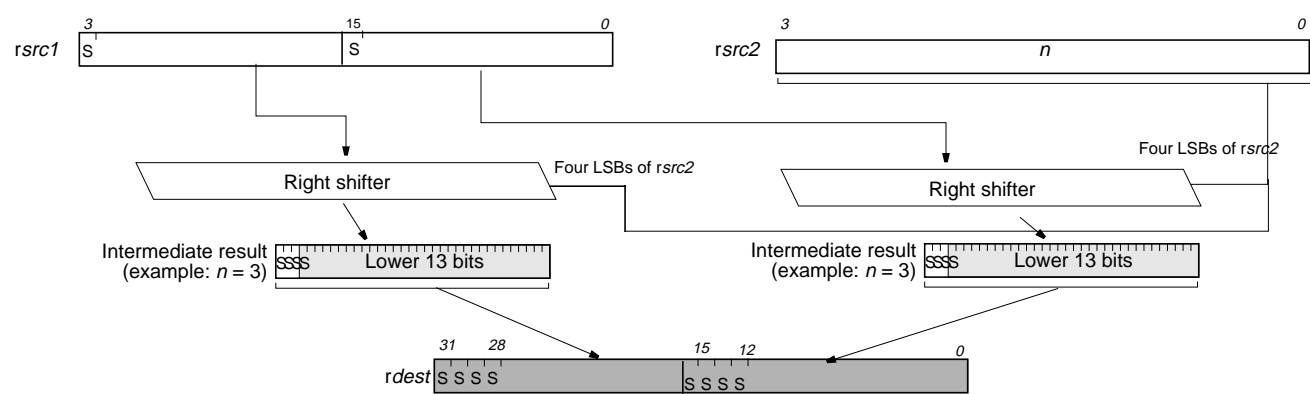 3 15 0 3 0
rsrc1 S S rsrc2 n
Four LSBs of rsrc2 Four LSBs of rsrc2
Right shifter Right shifter
Intermediate result
(example: n = 3)
SSSS Lower 13 bits
Intermediate result
(example: n = 3)
SSSS Lower 13 bits
31 28 15 12 0
rdest S S S S S S S S